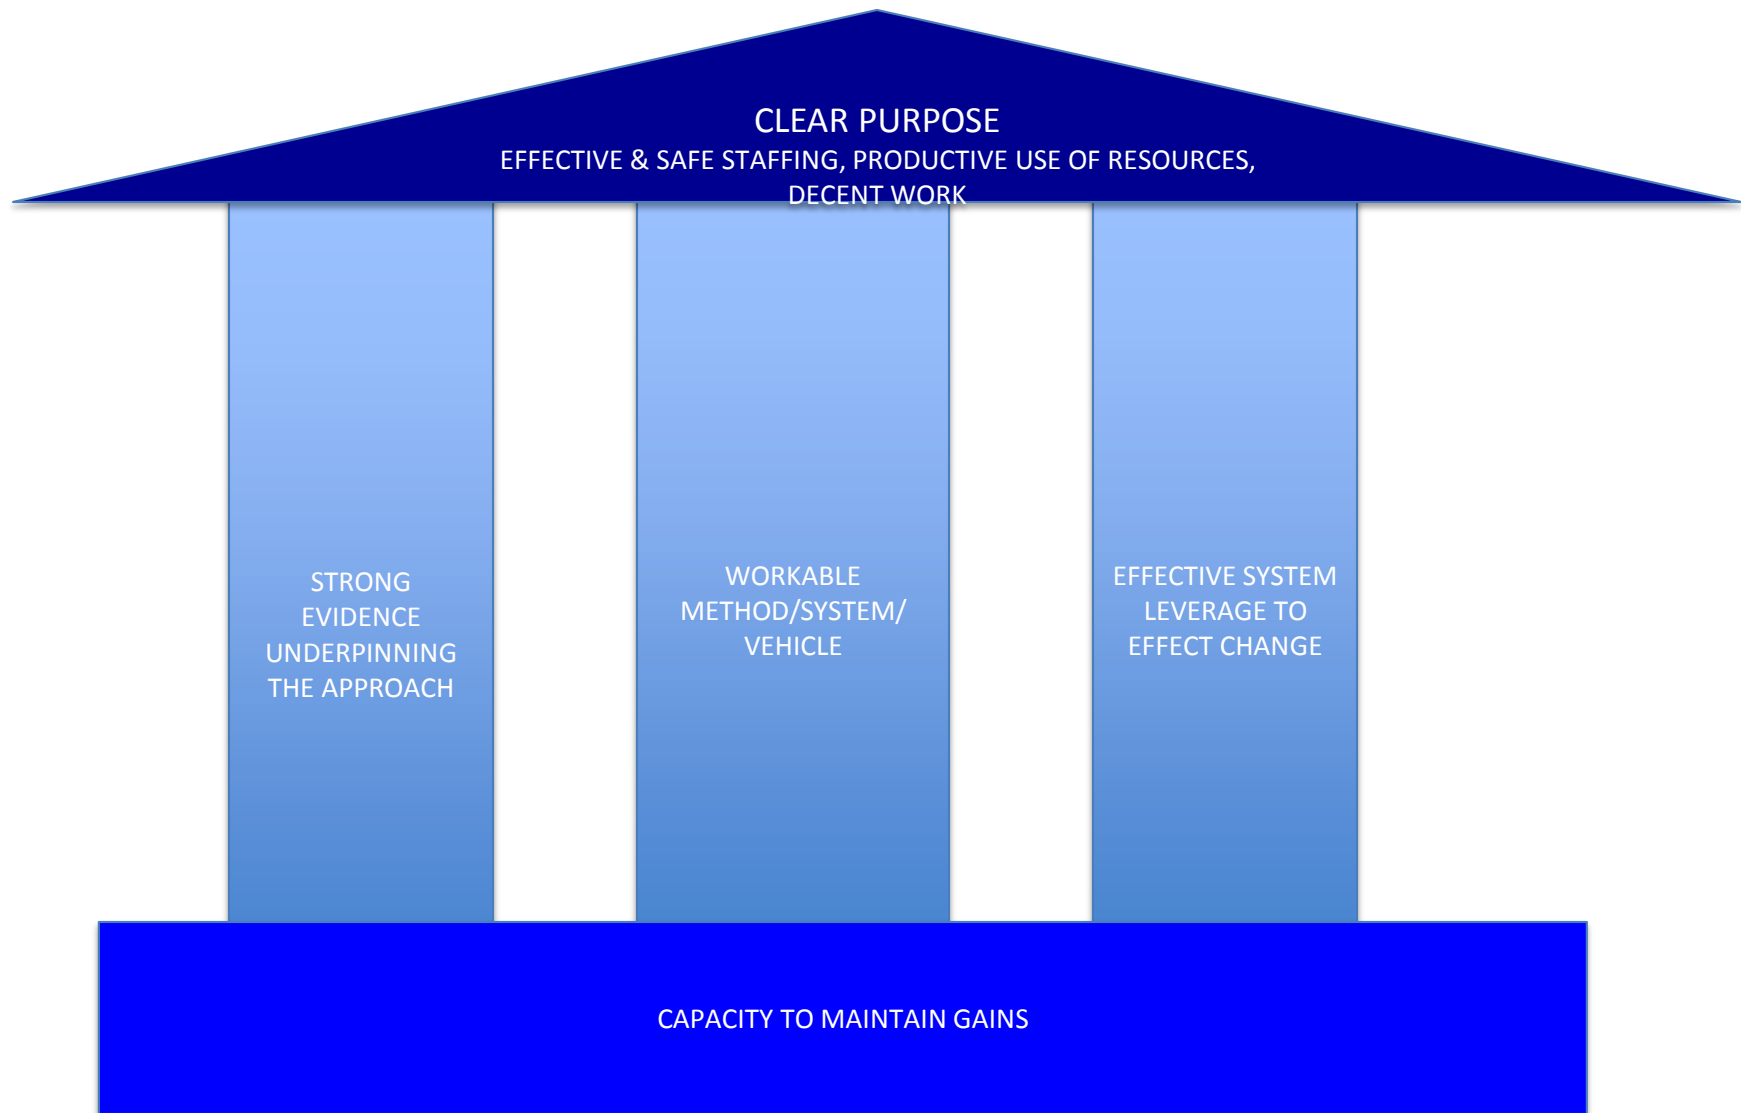 CLEAR PURPOSE
EFFECTIVE & SAFE STAFFING, PRODUCTIVE USE OF RESOURCES,
DECENT WORK
STRONG
EVIDENCE
UNDERPINNING
THE APPROACH
WORKABLE
METHOD/SYSTEM/
VEHICLE
EFFECTIVE SYSTEM
LEVERAGE TO
EFFECT CHANGE
CAPACITY TO MAINTAIN GAINS